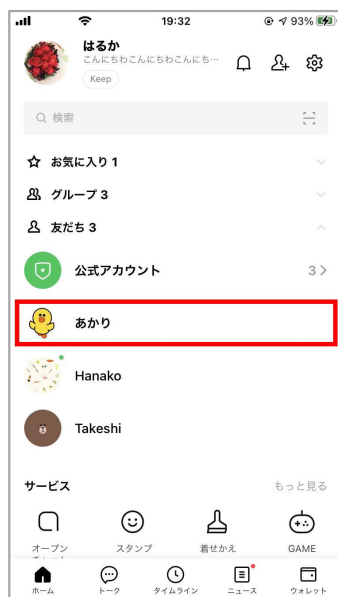 19:32
93%
はるか
こんにちわこんにちわこんにち…
Keep
検索
お気に入り 1
グループ 3
友だち 3
公式アカウント
3
あかり
Hanako
Takeshi
サービス
もっと見る
オープン
スタンプ
着せかえ
GAME
ホーム
トーク
タイムライン
ニュース
ウォレット